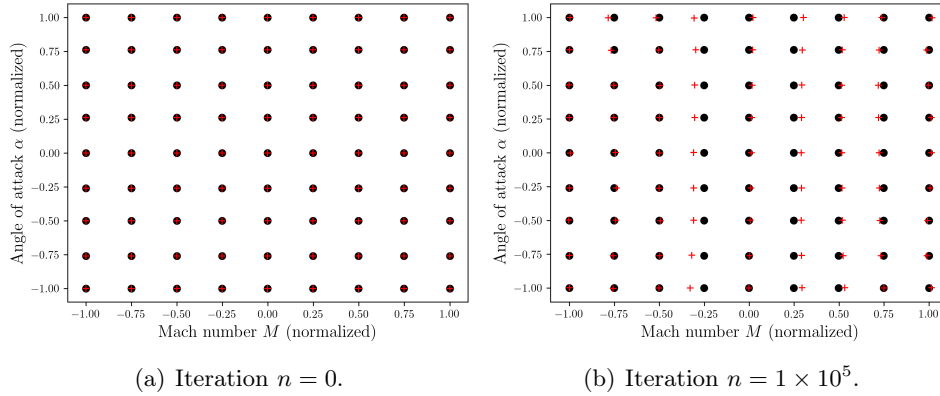 1.00
0.75
0.50
0.25
0.00
−0.25
−0.50
−0.75
−1.00
Angle of attack α (normalized)
−1.00 −0.75 −0.50 −0.25 0.00 0.25 0.50 0.75 1.00
Mach number M (normalized)
(a) Iteration n = 0.
1.00
0.75
0.50
0.25
0.00
−0.25
−0.50
−0.75
−1.00
Angle of attack α (normalized)
−1.00 −0.75 −0.50 −0.25 0.00 0.25 0.50 0.75 1.00
Mach number M (normalized)
(b) Iteration n = 1 × 10⁵.